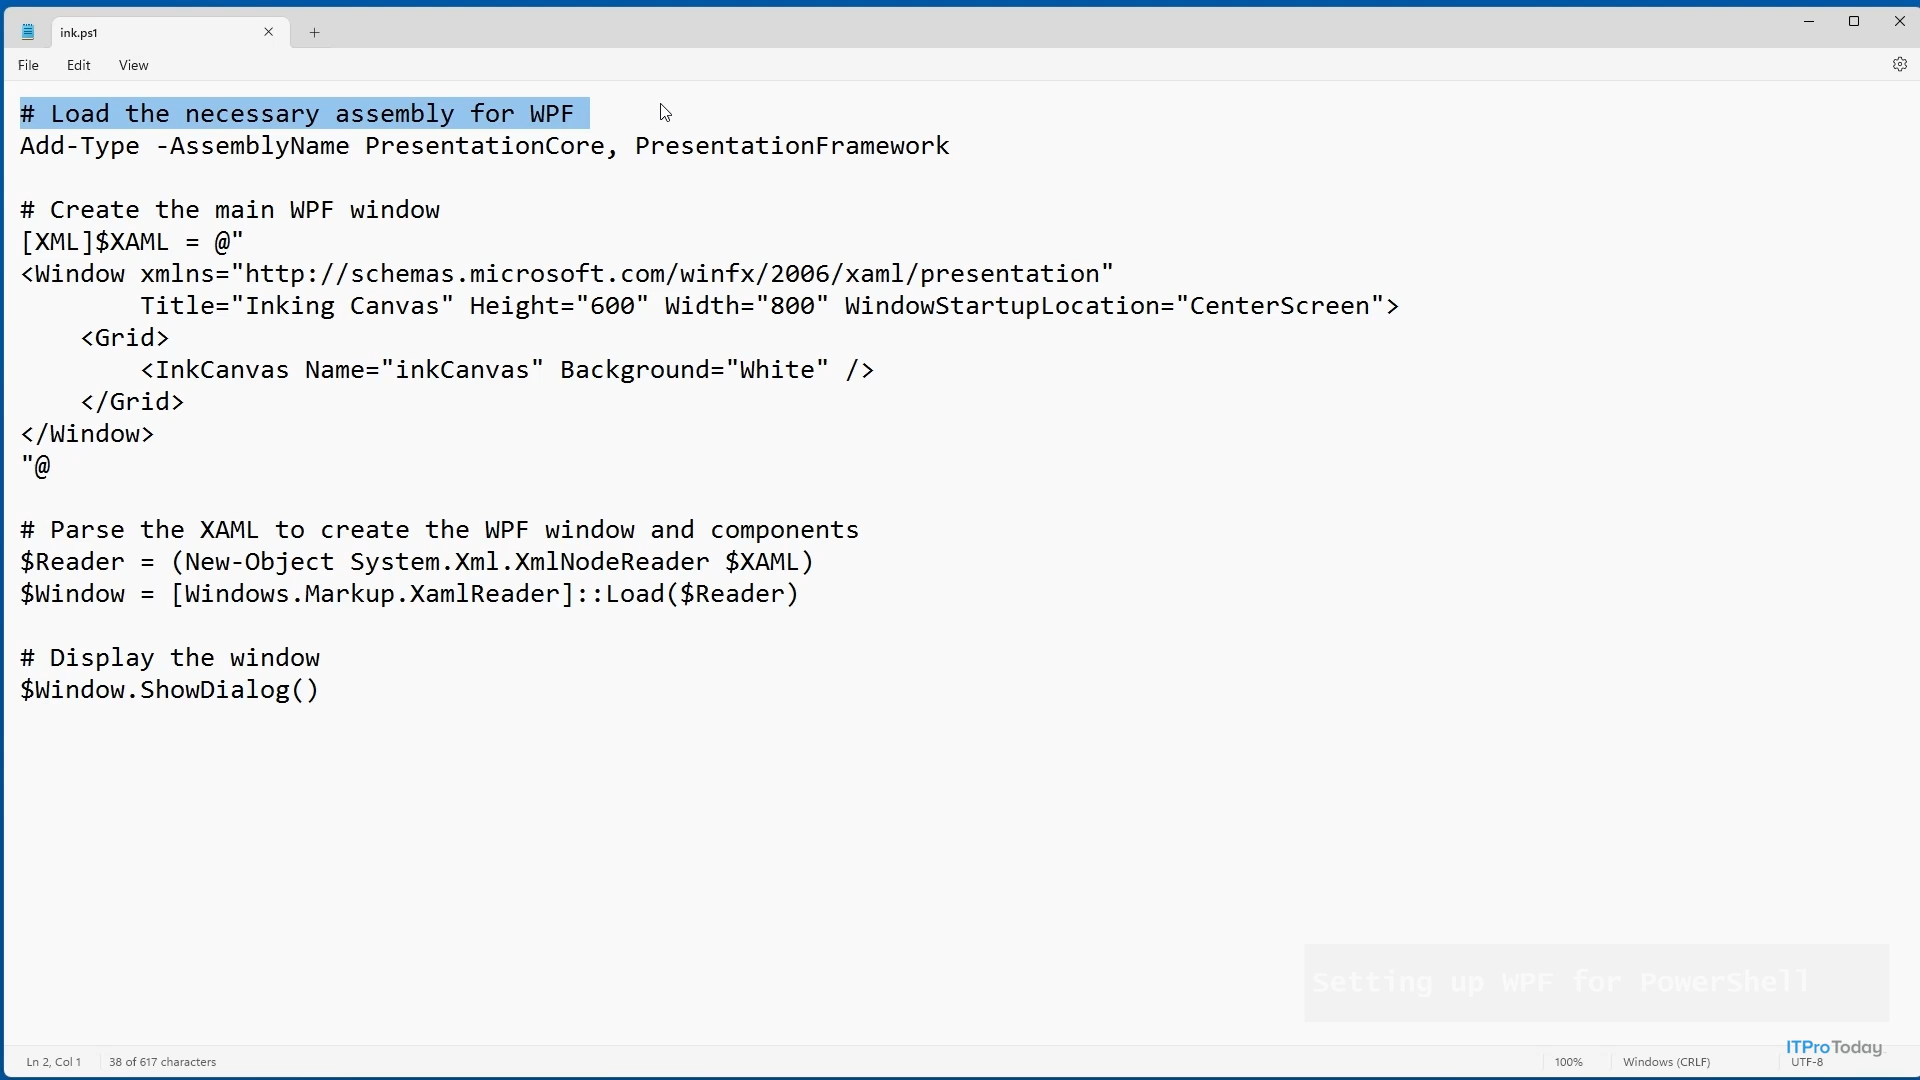 ink.ps1
File Edit View
# Load the necessary assembly for WPF
Add-Type -AssemblyName PresentationCore, PresentationFramework
# Create the main WPF window
[XML]$XAML = @"
<Window xmlns="http://schemas.microsoft.com/winfx/2006/xaml/presentation"
        Title="Inking Canvas" Height="600" Width="800" WindowStartupLocation="CenterScreen">
    <Grid>
        <InkCanvas Name="inkCanvas" Background="White" />
    </Grid>
</Window>
"@
# Parse the XAML to create the WPF window and components
$Reader = (New-Object System.Xml.XmlNodeReader $XAML)
$Window = [Windows.Markup.XamlReader]::Load($Reader)
# Display the window
$Window.ShowDialog()
Setting up WPF for PowerShell
ITProToday
Ln 2, Col 1 38 of 617 characters 100% Windows (CRLF) UTF-8